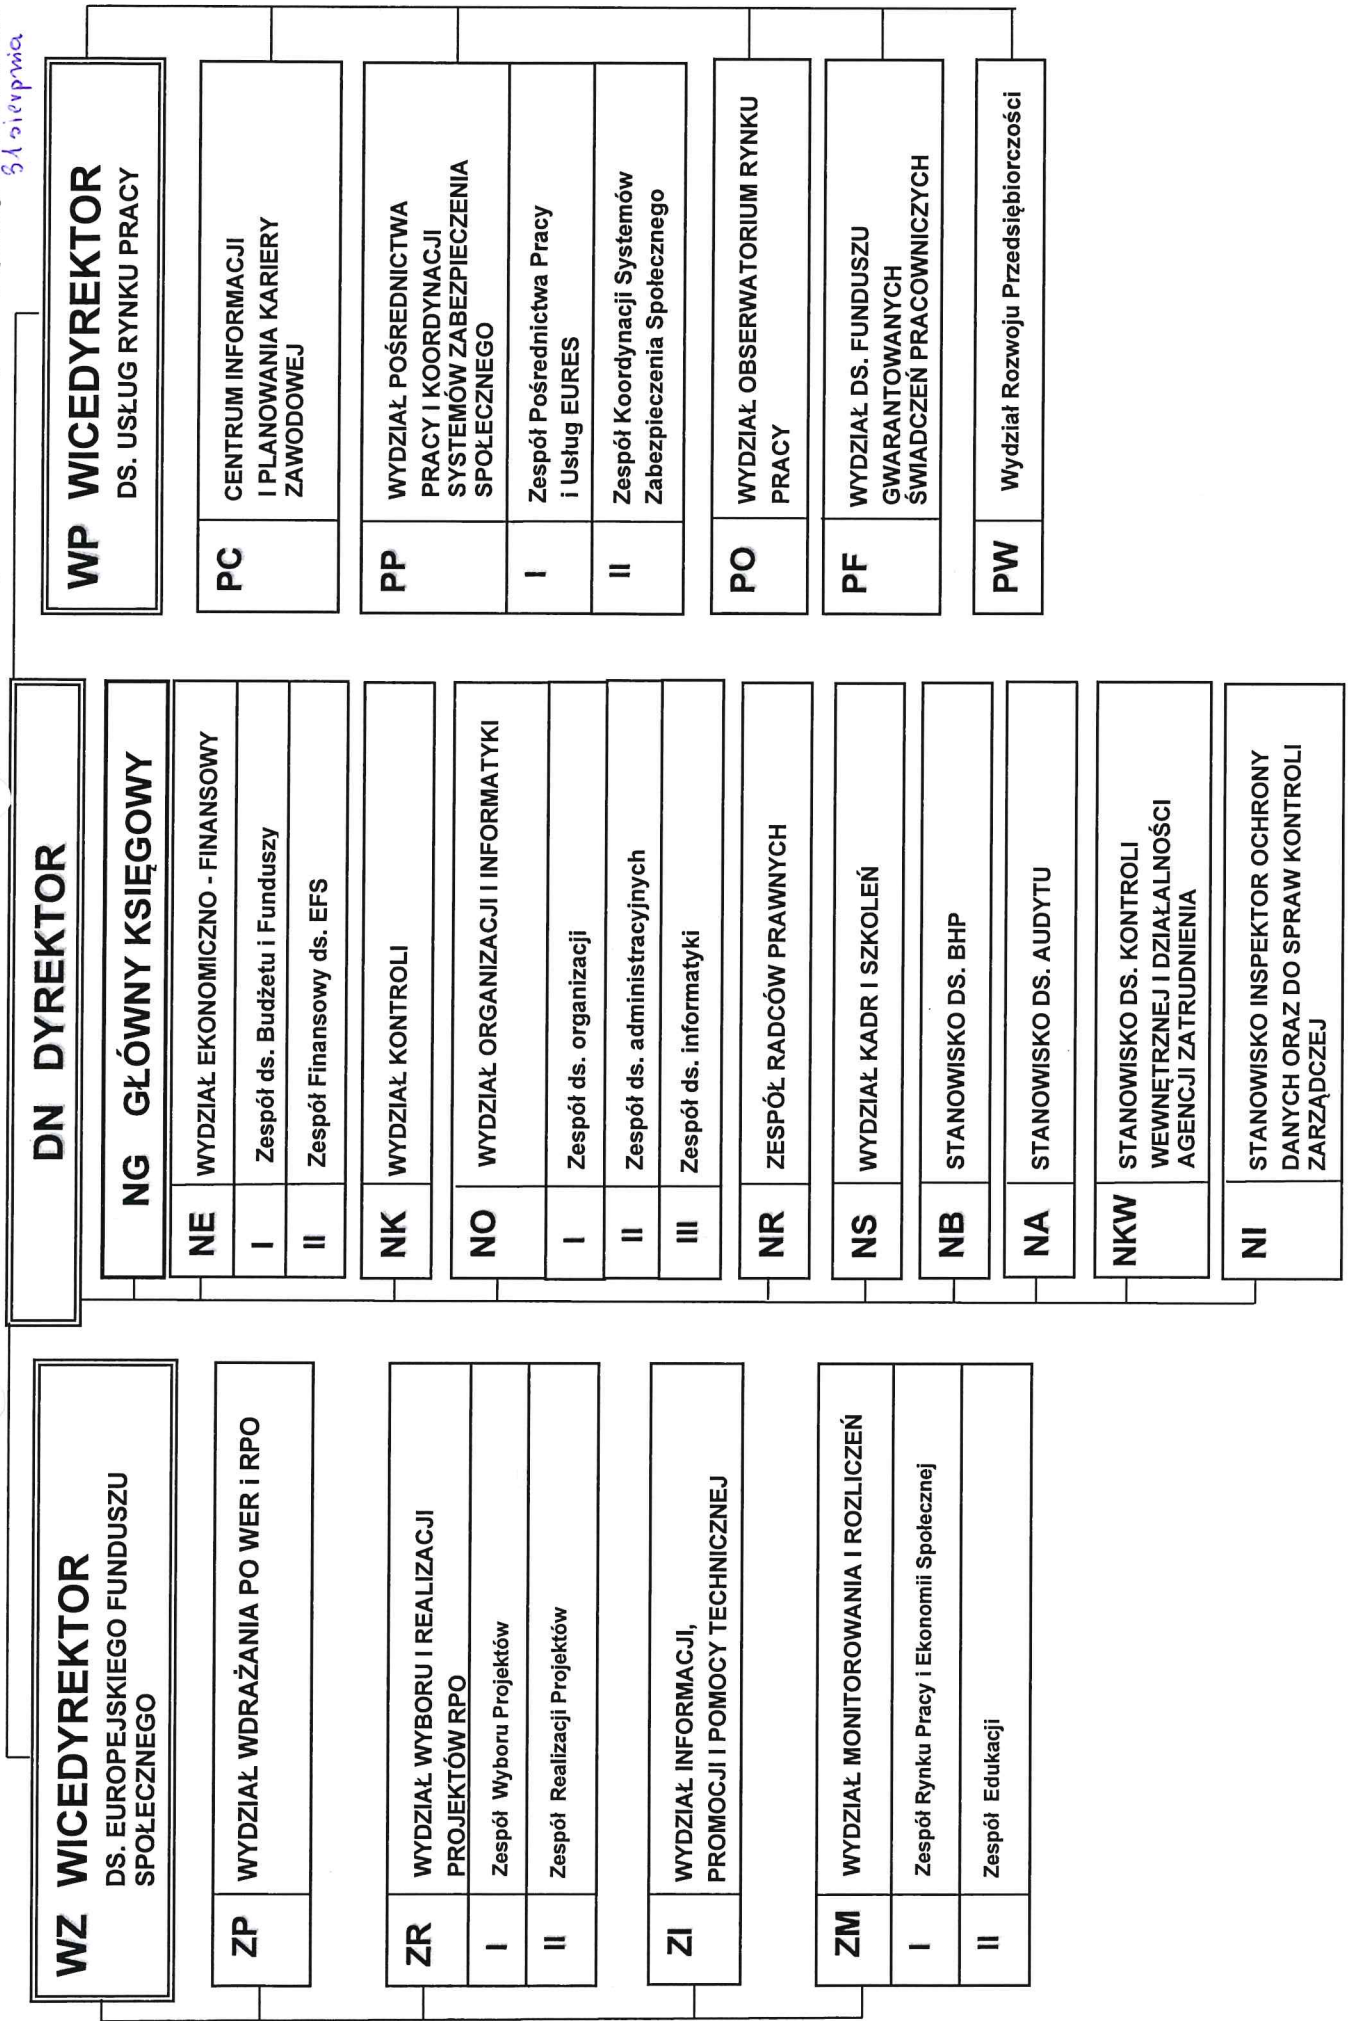 31 sierpnia
DN DYREKTOR
WZ WICEDYREKTOR
DS. EUROPEJSKIEGO FUNDUSZU
SPOŁECZNEGO
ZP WYDZIAŁ WDRAŻANIA PO WER i RPO
ZR WYDZIAŁ WYBORU I REALIZACJI
PROJEKTÓW RPO
I Zespół Wyboru Projektów
II Zespół Realizacji Projektów
ZI WYDZIAŁ INFORMACJI,
PROMOCJI I POMOCY TECHNICZNEJ
ZM WYDZIAŁ MONITOROWANIA I ROZLICZEŃ
I Zespół Rynku Pracy i Ekonomii Społecznej
II Zespół Edukacji
NG GŁÓWNY KSIĘGOWY
NE WYDZIAŁ EKONOMICZNO - FINANSOWY
I Zespół ds. Budżetu i Funduszy
II Zespół Finansowy ds. EFS
NK WYDZIAŁ KONTROLI
NO WYDZIAŁ ORGANIZACJI I INFORMATYKI
I Zespół ds. organizacji
II Zespół ds. administracyjnych
III Zespół ds. informatyki
NR ZESPÓŁ RADCÓW PRAWNYCH
NS WYDZIAŁ KADR I SZKOLEŃ
NB STANOWISKO DS. BHP
NA STANOWISKO DS. AUDYTU
NKW STANOWISKO DS. KONTROLI
WEWNĘTRZNEJ I DZIAŁALNOŚCI
AGENCJI ZATRUDNIENIA
NI STANOWISKO INSPEKTOR OCHRONY
DANYCH ORAZ DO SPRAW KONTROLI
ZARZĄDCZEJ
WP WICEDYREKTOR
DS. USŁUG RYNKU PRACY
PC CENTRUM INFORMACJI
I PLANOWANIA KARIERY
ZAWODOWEJ
PP WYDZIAŁ POŚREDNICTWA
PRACY I KOORDYNACJI
SYSTEMÓW ZABEZPIECZENIA
SPOŁECZNEGO
I Zespół Pośrednictwa Pracy
i Usług EURES
II Zespół Koordynacji Systemów
Zabezpieczenia Społecznego
PO WYDZIAŁ OBSERWATORIUM RYNKU
PRACY
PF WYDZIAŁ DS. FUNDUSZU
GWARANTOWANYCH
ŚWIADCZEŃ PRACOWNICZYCH
PW Wydział Rozwoju Przedsiębiorczości